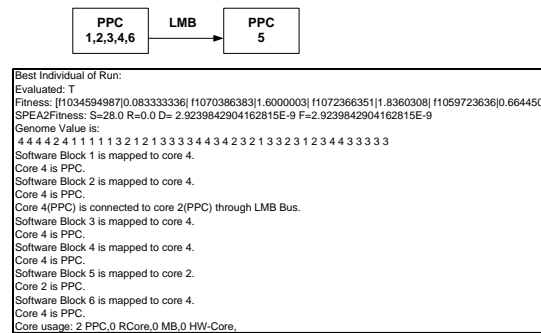 PPC LMB PPC
1,2,3,4,6 5
Best Individual of Run:
Evaluated: T
Fitness: [f1034594987|0.083333336| f1070386383|1.6000003| f1072366351|1.8360308| f1059723636|0.664450
SPEA2Fitness: S=28.0 R=0.0 D= 2.9239842904162815E-9 F=2.9239842904162815E-9
Genome Value is:
4 4 4 4 2 4 1 1 1 1 1 3 2 1 2 1 3 3 3 3 4 4 3 4 2 3 2 1 3 3 2 3 1 2 3 4 4 3 3 3 3 3
Software Block 1 is mapped to core 4.
Core 4 is PPC.
Software Block 2 is mapped to core 4.
Core 4 is PPC.
Core 4(PPC) is connected to core 2(PPC) through LMB Bus.
Software Block 3 is mapped to core 4.
Core 4 is PPC.
Software Block 4 is mapped to core 4.
Core 4 is PPC.
Software Block 5 is mapped to core 2.
Core 2 is PPC.
Software Block 6 is mapped to core 4.
Core 4 is PPC.
Core usage: 2 PPC,0 RCore,0 MB,0 HW-Core,